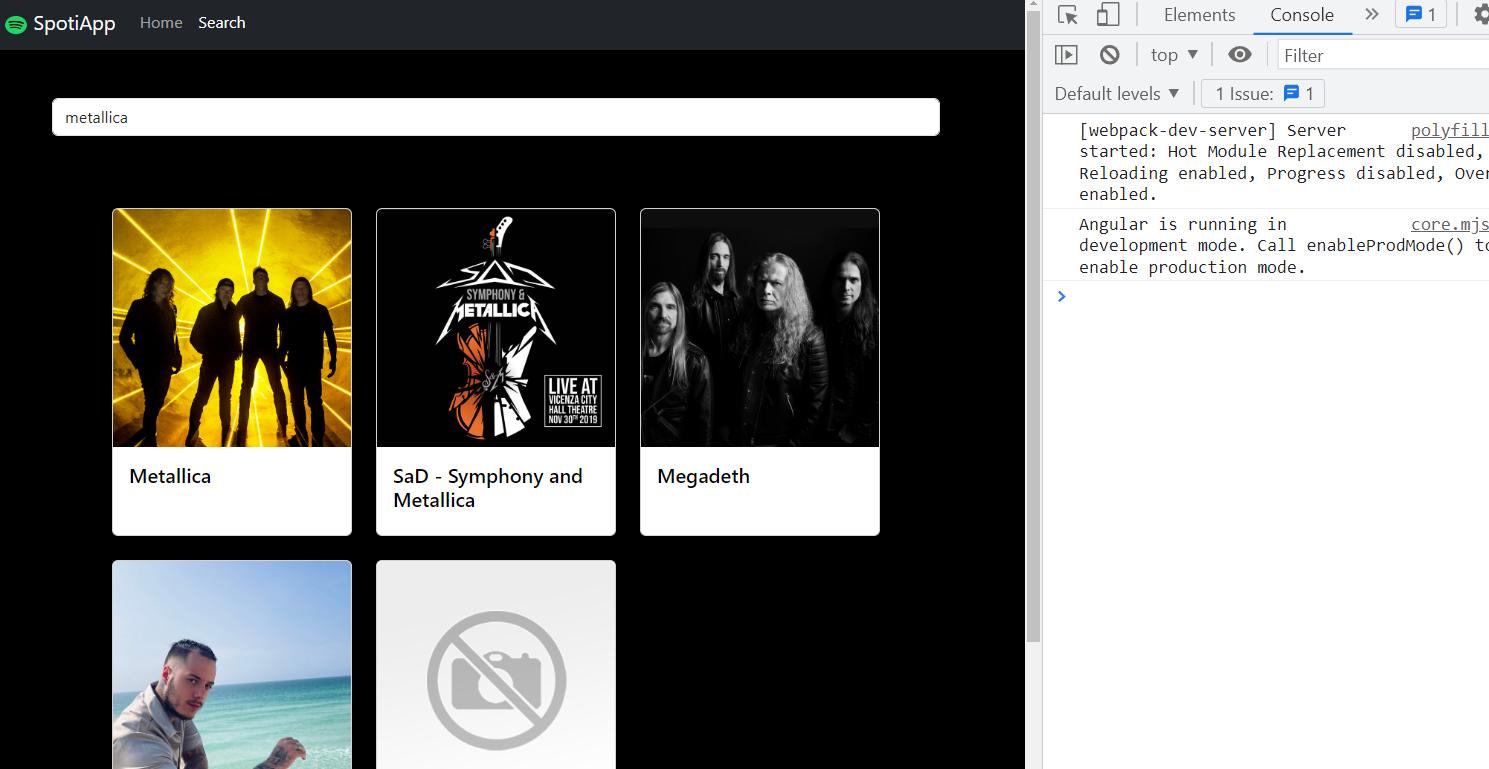 SpotiApp Home Search
metallica
SAD
SYMPHONY &
METALLICA
LIVE AT
VICENZA CITY
HALL THEATRE
NOV 30TH 2019
Metallica
SaD - Symphony and
Metallica
Megadeth
Elements Console 1
top Filter
Default levels 1 Issue: 1
[webpack-dev-server] Server polyfill
started: Hot Module Replacement disabled,
Reloading enabled, Progress disabled, Over
enabled.
Angular is running in core.mjs
development mode. Call enableProdMode() to
enable production mode.